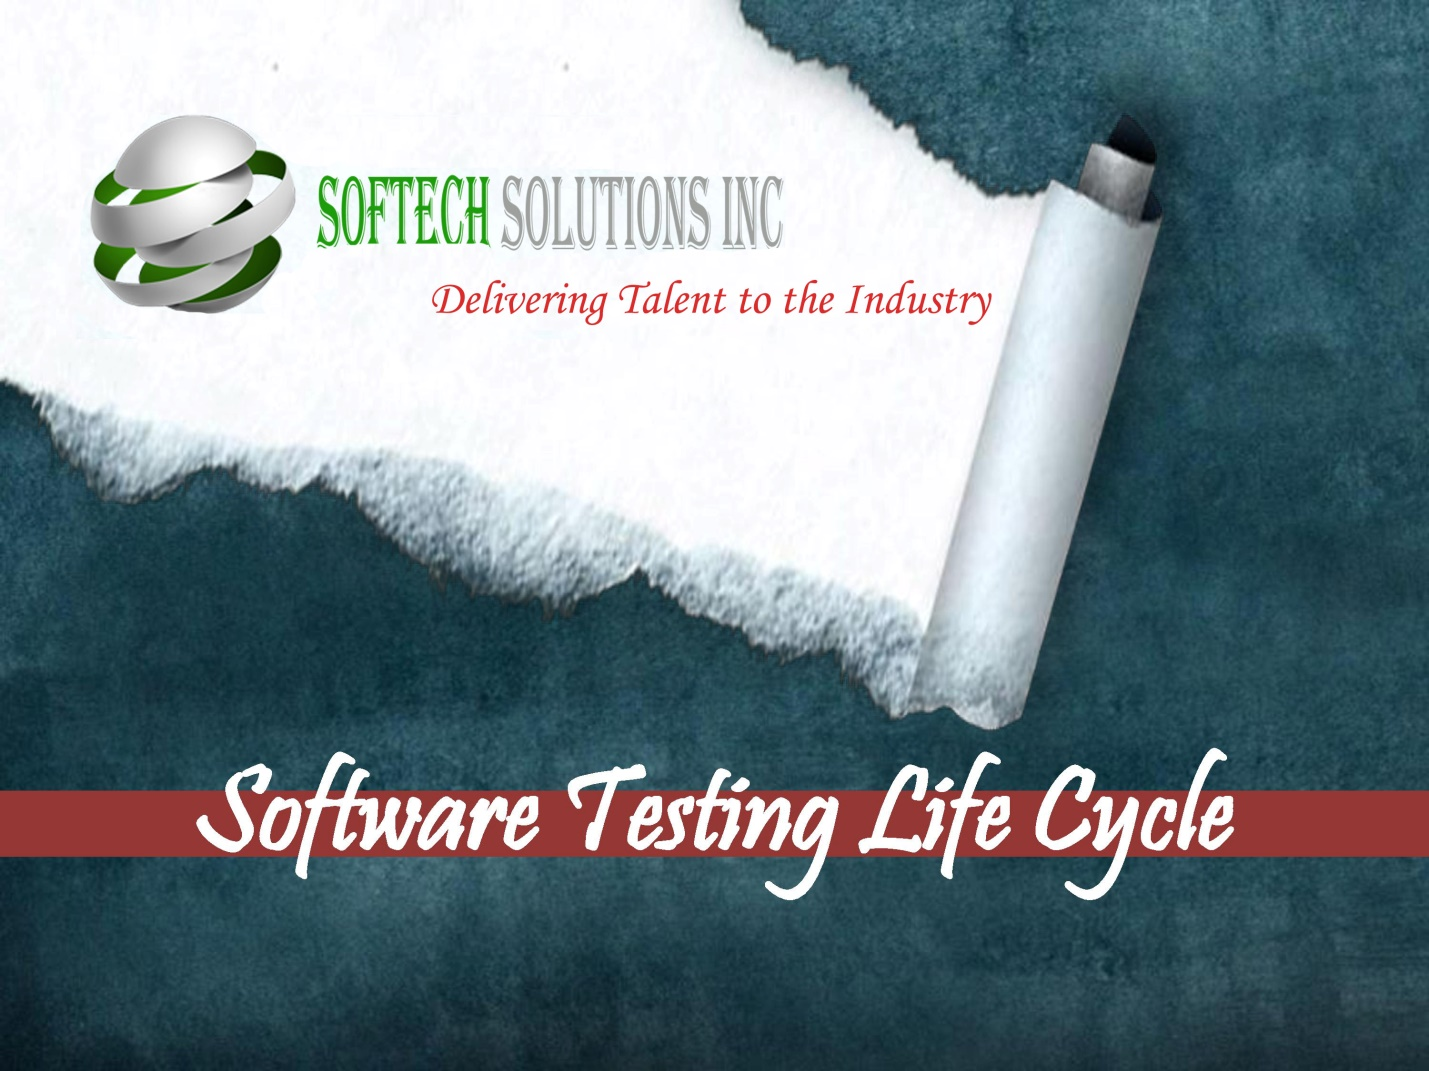 SOFTECH SOLUTIONS INC
Delivering Talent to the Industry
Software Testing Life Cycle